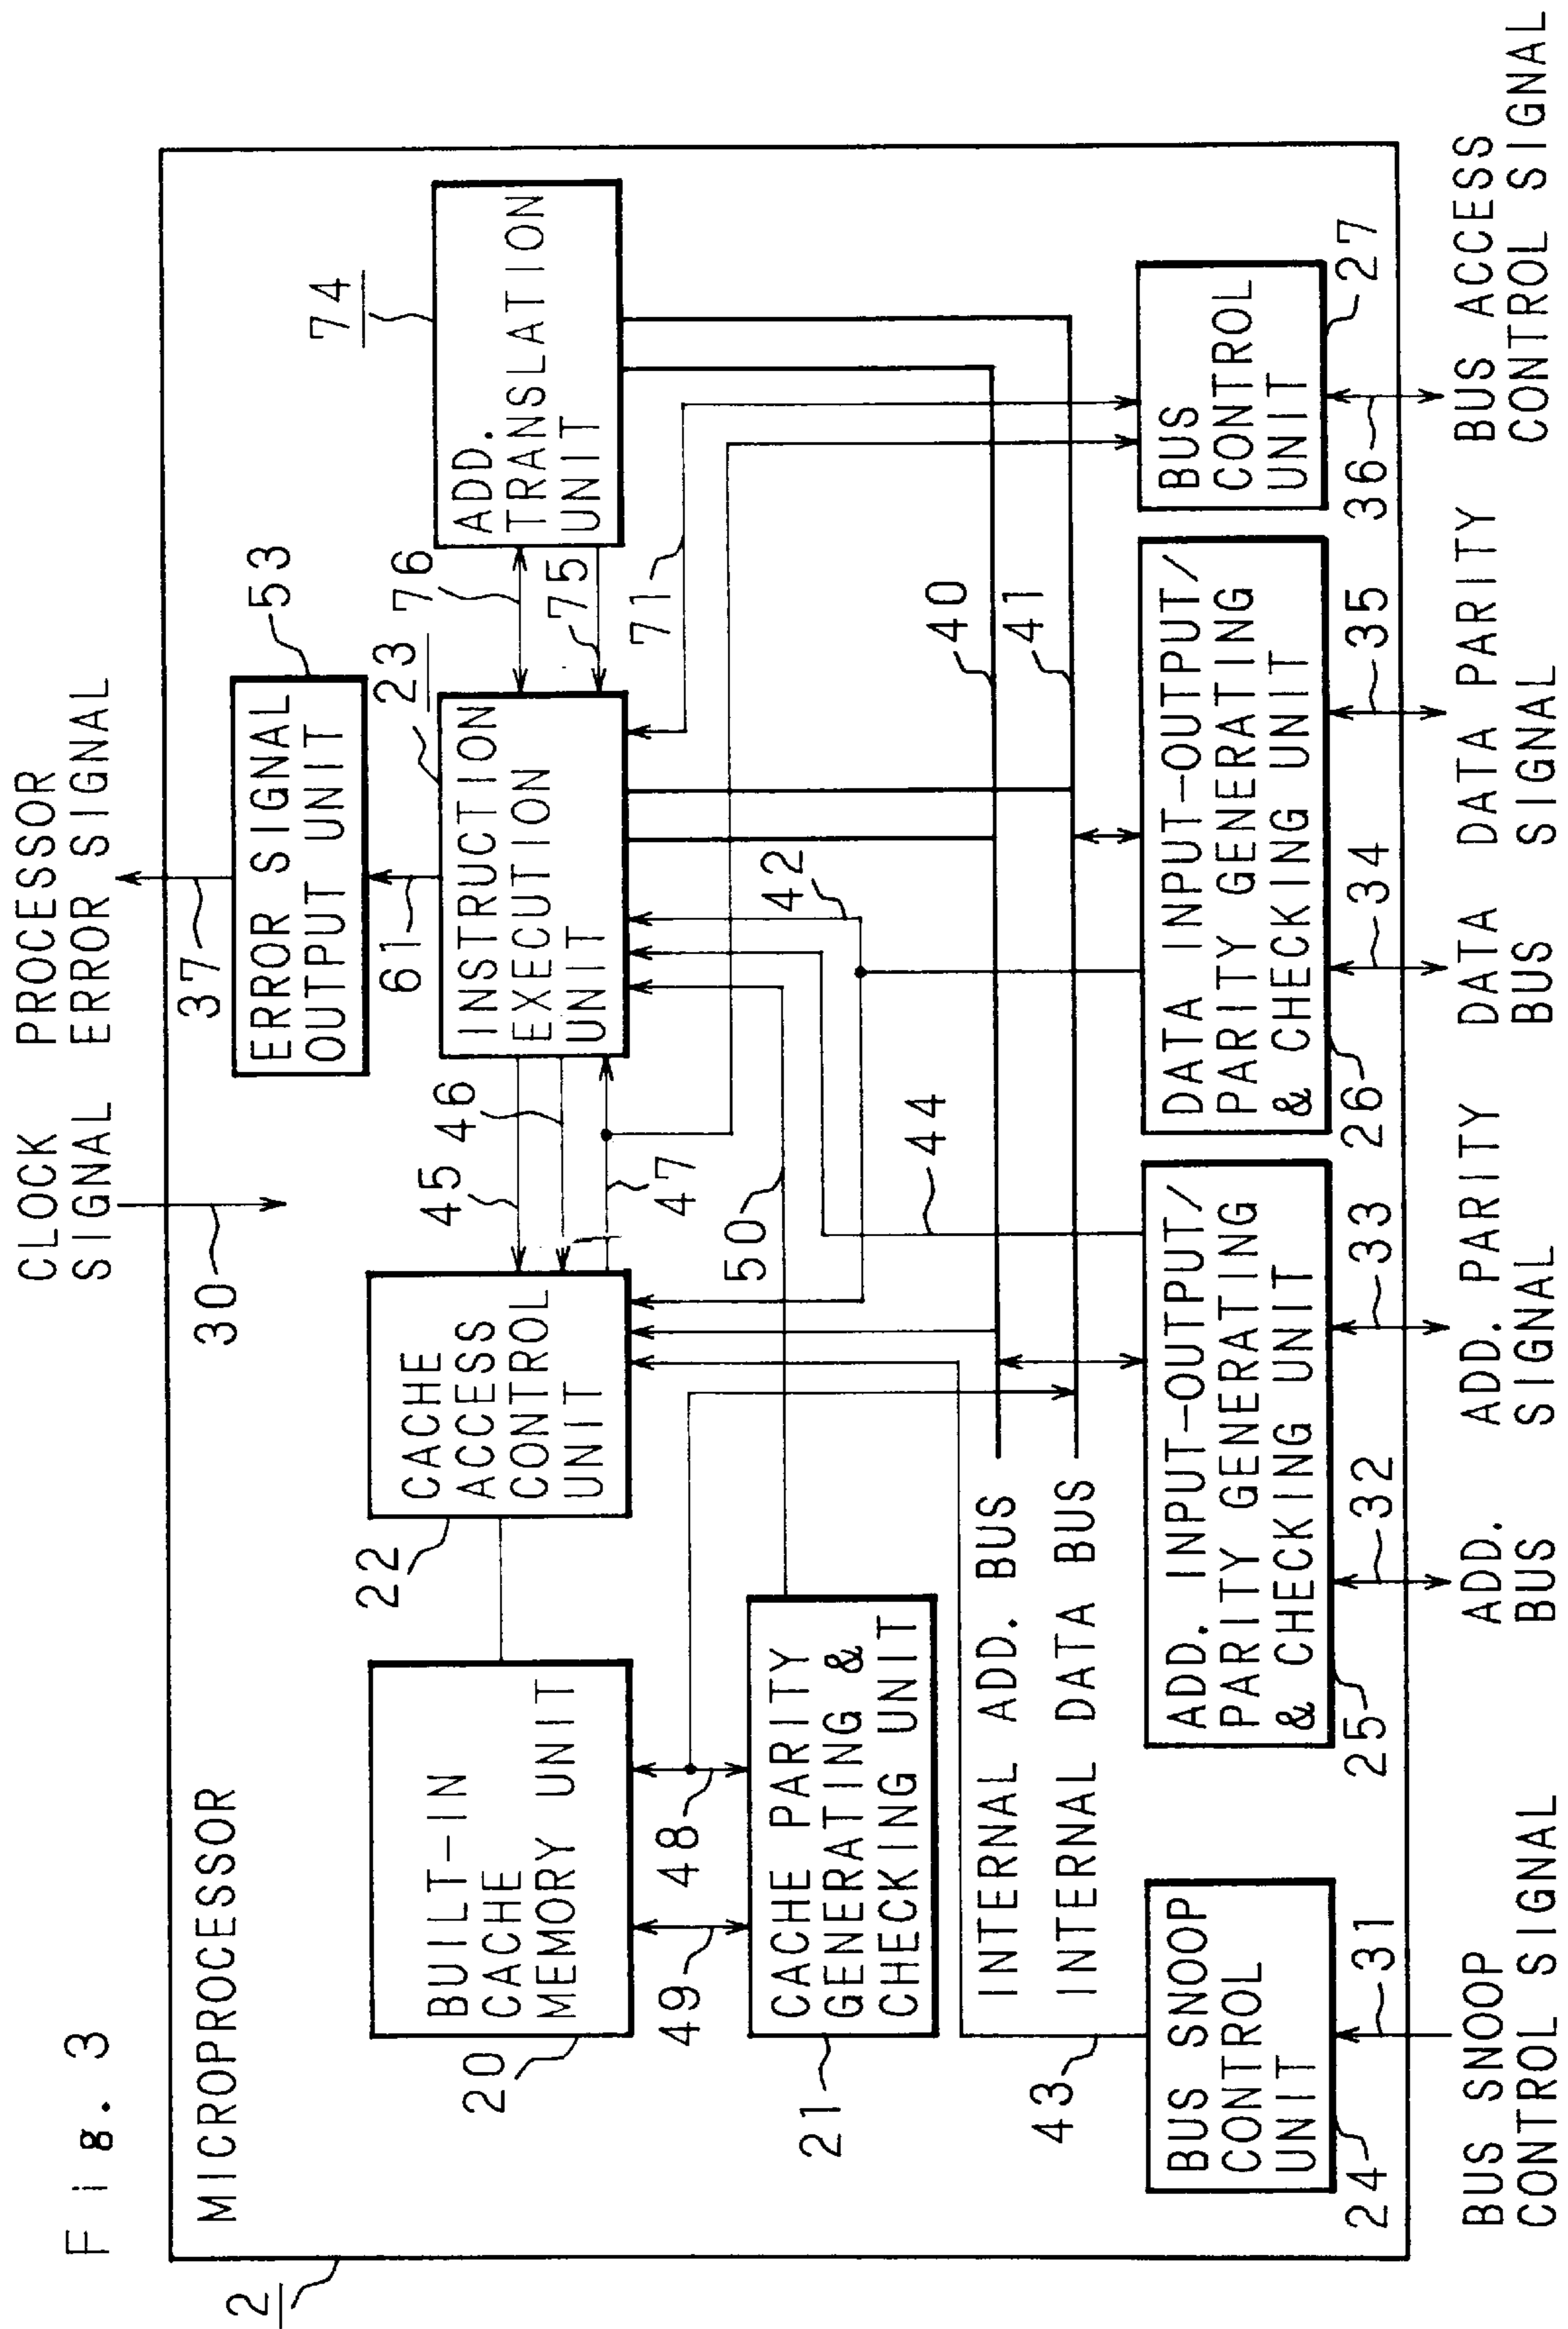 Fig. 3
CLOCK
SIGNAL
PROCESSOR
ERROR SIGNAL
30
37
2
MICROPROCESSOR
ERROR SIGNAL
OUTPUT UNIT
53
61
20
BUILT-IN
CACHE
MEMORY UNIT
22
CACHE
ACCESS
CONTROL
UNIT
45
46
47
23
INSTRUCTION
EXECUTION
UNIT
76
75
74
ADD.
TRANSLATION
UNIT
71
49
48
50
42
44
21
CACHE PARITY
GENERATING &
CHECKING UNIT
40
41
INTERNAL ADD. BUS
INTERNAL DATA BUS
43
BUS SNOOP
CONTROL
UNIT
24
31
ADD. INPUT-OUTPUT/
PARITY GENERATING
& CHECKING UNIT
25
32
33
DATA INPUT-OUTPUT/
PARITY GENERATING
& CHECKING UNIT
26
34
35
BUS
CONTROL
UNIT
27
36
BUS SNOOP
CONTROL SIGNAL
ADD.
BUS
ADD. PARITY
SIGNAL
DATA
BUS
DATA PARITY
SIGNAL
BUS ACCESS
CONTROL SIGNAL